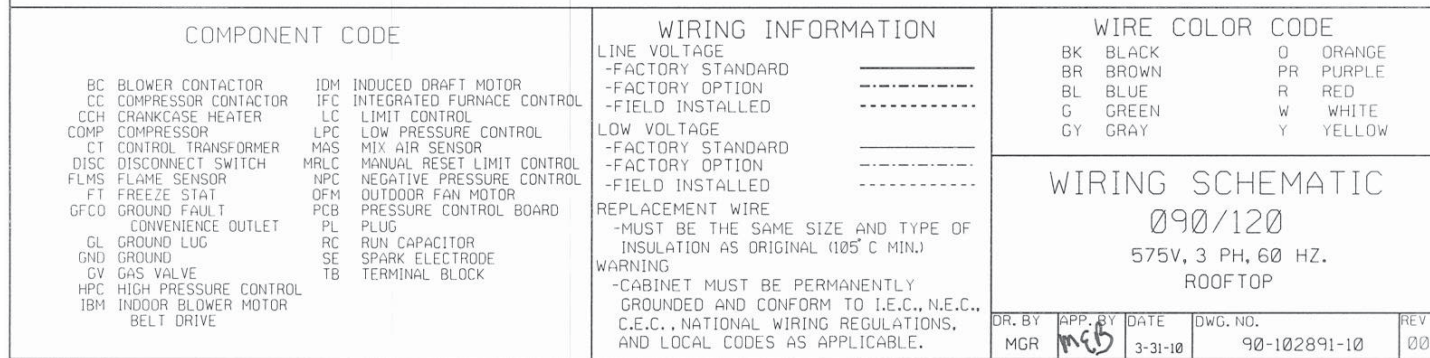 COMPONENT CODE
BC BLOWER CONTACTOR
CC COMPRESSOR CONTACTOR
CCH CRANKCASE HEATER
COMP COMPRESSOR
CT CONTROL TRANSFORMER
DISC DISCONNECT SWITCH
FLMS FLAME SENSOR
FT FREEZE STAT
GFCO GROUND FAULT
CONVENIENCE OUTLET
GL GROUND LUG
GND GROUND
GV GAS VALVE
HPC HIGH PRESSURE CONTROL
IBM INDOOR BLOWER MOTOR
BELT DRIVE
IDM INDUCED DRAFT MOTOR
IFC INTEGRATED FURNACE CONTROL
LC LIMIT CONTROL
LPC LOW PRESSURE CONTROL
MAS MIX AIR SENSOR
MRLC MANUAL RESET LIMIT CONTROL
NPC NEGATIVE PRESSURE CONTROL
OFM OUTDOOR FAN MOTOR
PCB PRESSURE CONTROL BOARD
PL PLUG
RC RUN CAPACITOR
SE SPARK ELECTRODE
TB TERMINAL BLOCK
WIRING INFORMATION
LINE VOLTAGE
-FACTORY STANDARD
-FACTORY OPTION
-FIELD INSTALLED
LOW VOLTAGE
-FACTORY STANDARD
-FACTORY OPTION
-FIELD INSTALLED
REPLACEMENT WIRE
-MUST BE THE SAME SIZE AND TYPE OF
INSULATION AS ORIGINAL (105°C MIN.)
WARNING
-CABINET MUST BE PERMANENTLY
GROUNDED AND CONFORM TO I.E.C., N.E.C.,
C.E.C., NATIONAL WIRING REGULATIONS,
AND LOCAL CODES AS APPLICABLE.
WIRE COLOR CODE
BK BLACK O ORANGE
BR BROWN PR PURPLE
BL BLUE R RED
G GREEN W WHITE
GY GRAY Y YELLOW
WIRING SCHEMATIC
090/120
575V, 3 PH, 60 HZ.
ROOFTOP
DR. BY APP. BY DATE DWG. NO. REV
MGR MEB 3-31-10 90-102891-10 00